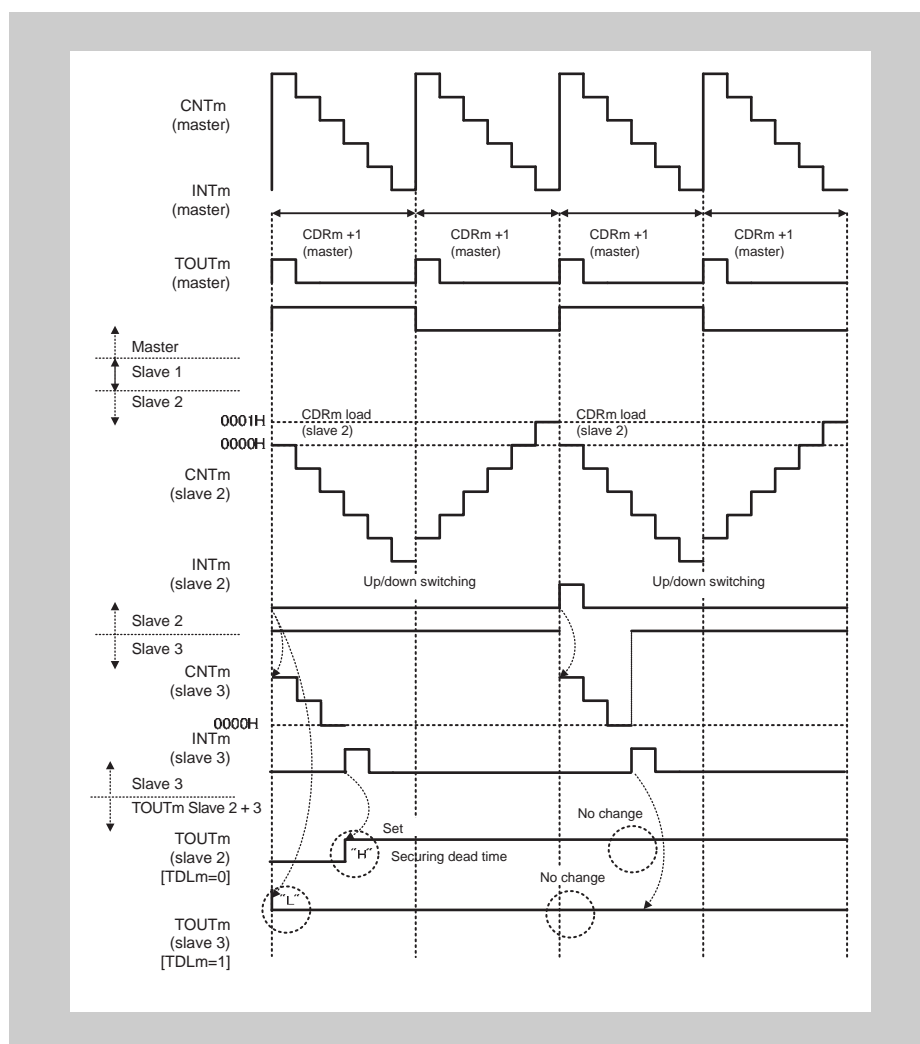 CNTm
(master)
INTm
(master)
CDRm +1
(master)
CDRm +1
(master)
CDRm +1
(master)
CDRm +1
(master)
TOUTm
(master)
Master
Slave 1
Slave 2
0001H
CDRm load
(slave 2)
CDRm load
(slave 2)
0000H
CNTm
(slave 2)
INTm
(slave 2)
Up/down switching
Up/down switching
Slave 2
Slave 3
CNTm
(slave 3)
0000H
INTm
(slave 3)
Slave 3
TOUTm Slave 2 + 3
No change
Set
TOUTm
(slave 2)
[TDLm=0]
"H"
Securing dead time
No change
"L"
TOUTm
(slave 3)
[TDLm=1]